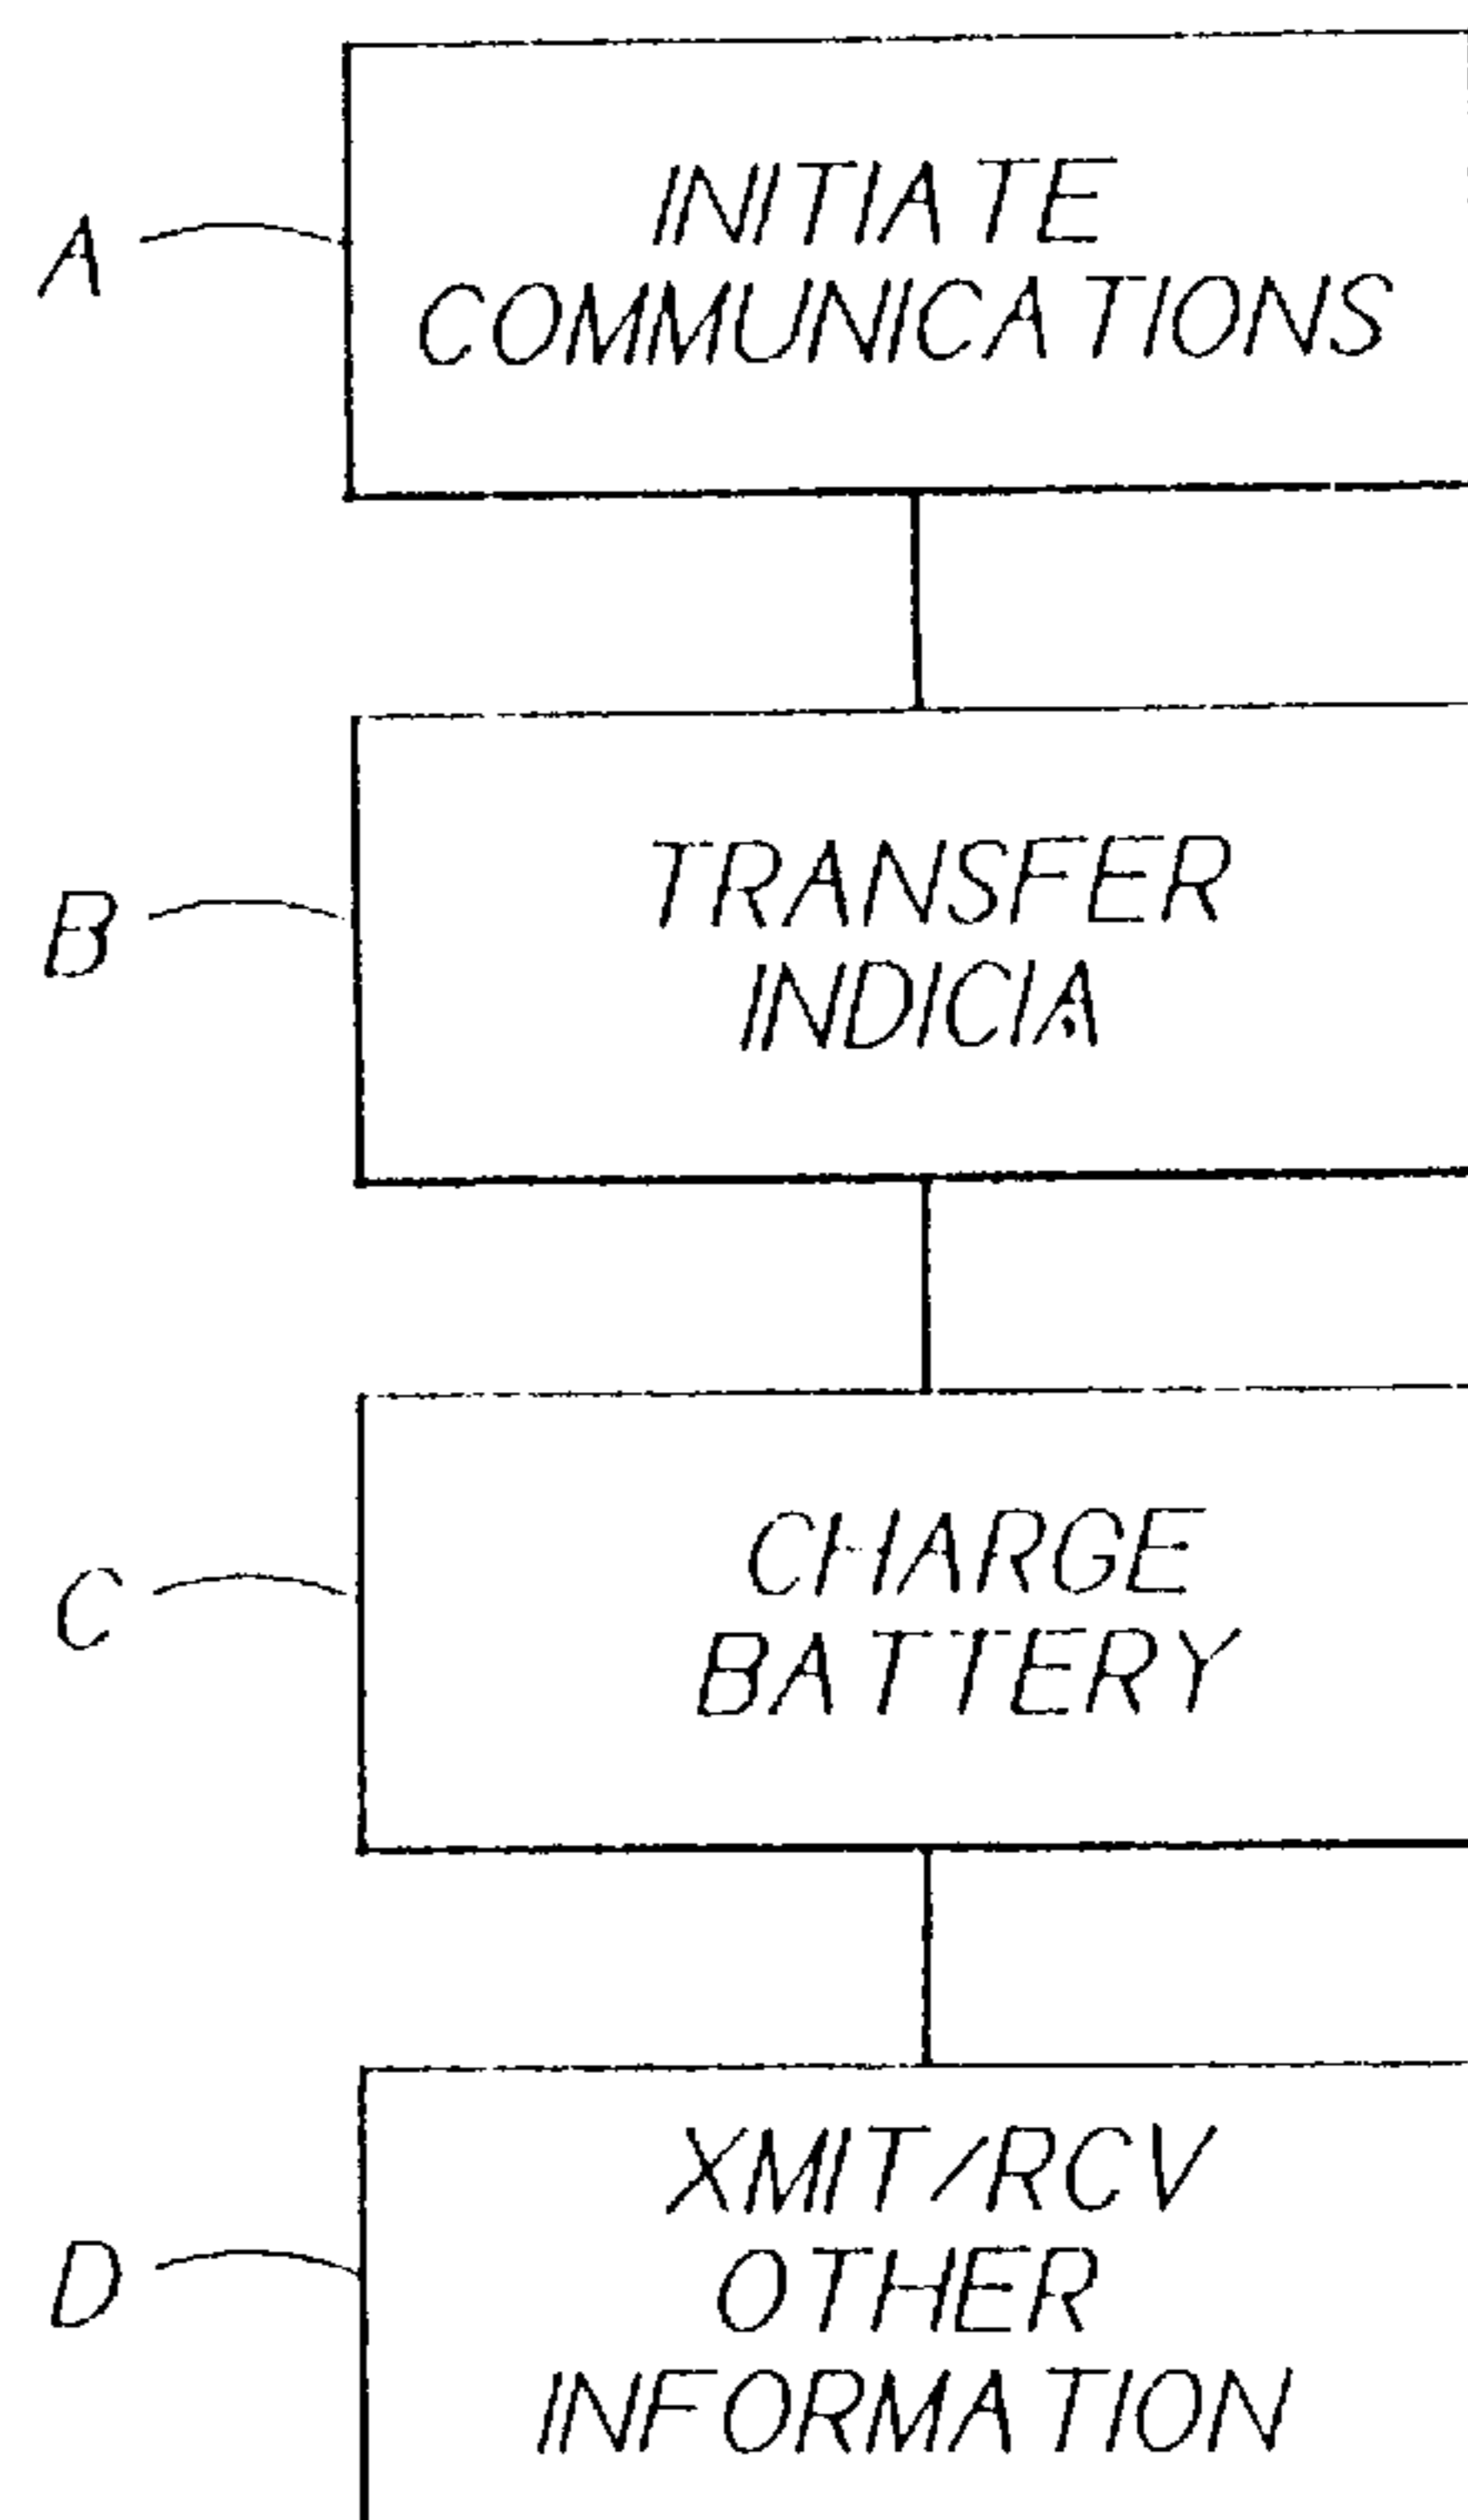 A
INITIATE
COMMUNICATIONS
B
TRANSFER
INDICIA
C
CHARGE
BATTERY
D
XMIT/RCV
OTHER
INFORMATION